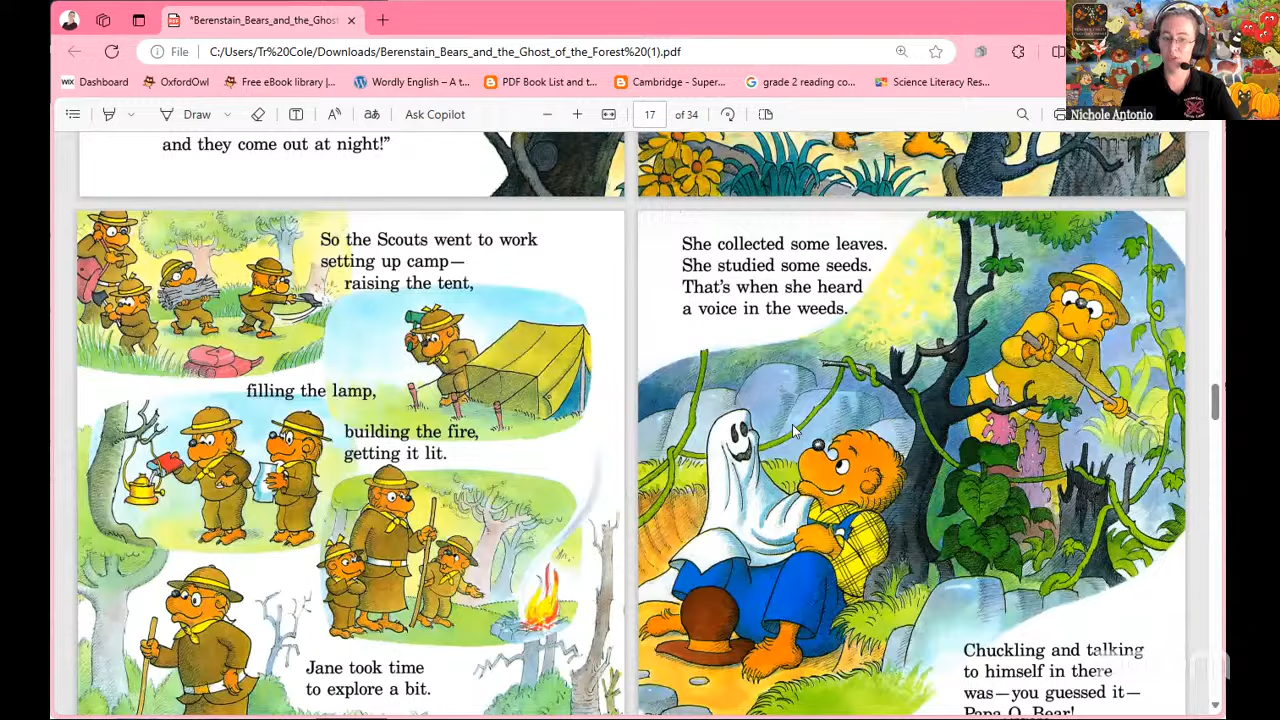 *Berenstain_Bears_and_the_Ghost
File
C:/Users/Tr%20Cole/Downloads/Berenstain_Bears_and_the_Ghost_of_the_Forest%20(1).pdf
WIX Dashboard
OxfordOwl
Free eBook library |...
Wordly English – A t...
PDF Book List and t...
Cambridge - Super...
grade 2 reading co...
Science Literacy Res...
Draw
Ask Copilot
17 of 34
Nichole Antonio
and they come out at night!”
So the Scouts went to work
setting up camp—
raising the tent,
filling the lamp,
building the fire,
getting it lit.
Jane took time
to explore a bit.
She collected some leaves.
She studied some seeds.
That’s when she heard
a voice in the weeds.
Chuckling and talking
to himself in there
was—you guessed it—
Papa Q. Bear!